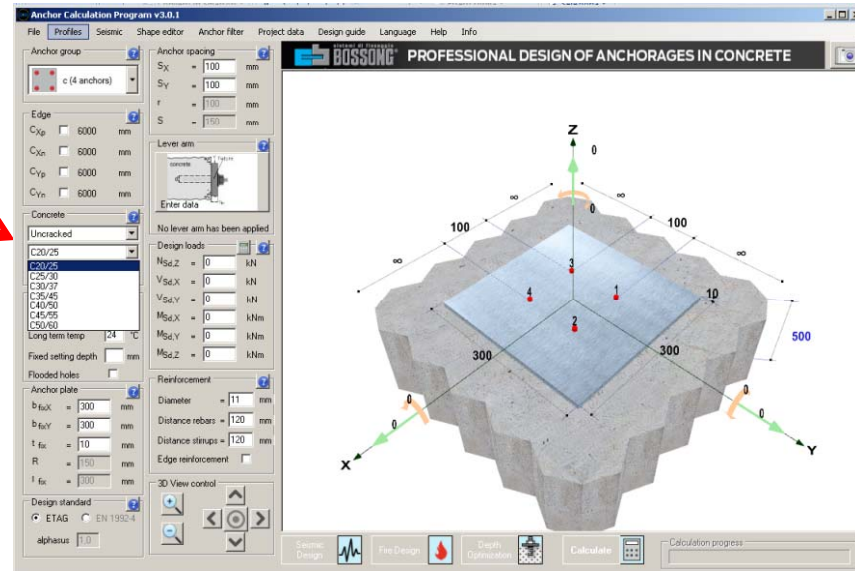 Anchor Calculation Program v3.0.1
File Profiles Seismic Shape editor Anchor filter Project data Design guide Language Help Info
Anchor group
c (4 anchors)
Edge
CXp 6000 mm
CXn 6000 mm
CYp 6000 mm
CYn 6000 mm
Concrete
Uncracked
C20/25
C20/25
C25/30
C30/37
C35/45
C40/50
C45/55
C50/60
Long term temp 24 °C
Fixed setting depth mm
Flooded holes
Anchor plate
b fixX = 300 mm
b fixY = 300 mm
t fix = 10 mm
R = 150 mm
r fix = 300 mm
Design standard
ETAG EN 1992-4
alphasus 1.0
Anchor spacing
SX = 100 mm
SY = 100 mm
r = 100 mm
S = 150 mm
Lever arm
concrete
Enter data
No lever arm has been applied
Design loads
NSd,Z = 0 kN
VSd,X = 0 kN
VSd,Y = 0 kN
MSd,X = 0 kNm
MSd,Y = 0 kNm
MSd,Z = 0 kNm
Reinforcement
Diameter = 11 mm
Distance rebars = 120 mm
Distance stirrups = 120 mm
Edge reinforcement
3D View control
sistemi di fissaggio
BOSSONG PROFESSIONAL DESIGN OF ANCHORAGES IN CONCRETE
Z
0
0
∞ ∞
100 100
∞ ∞
3
4 1
10
2
500
300 300
0 0
0 0
X Y
Seismic Design
Fire Design
Depth Optimization
Calculate
Calculation progress